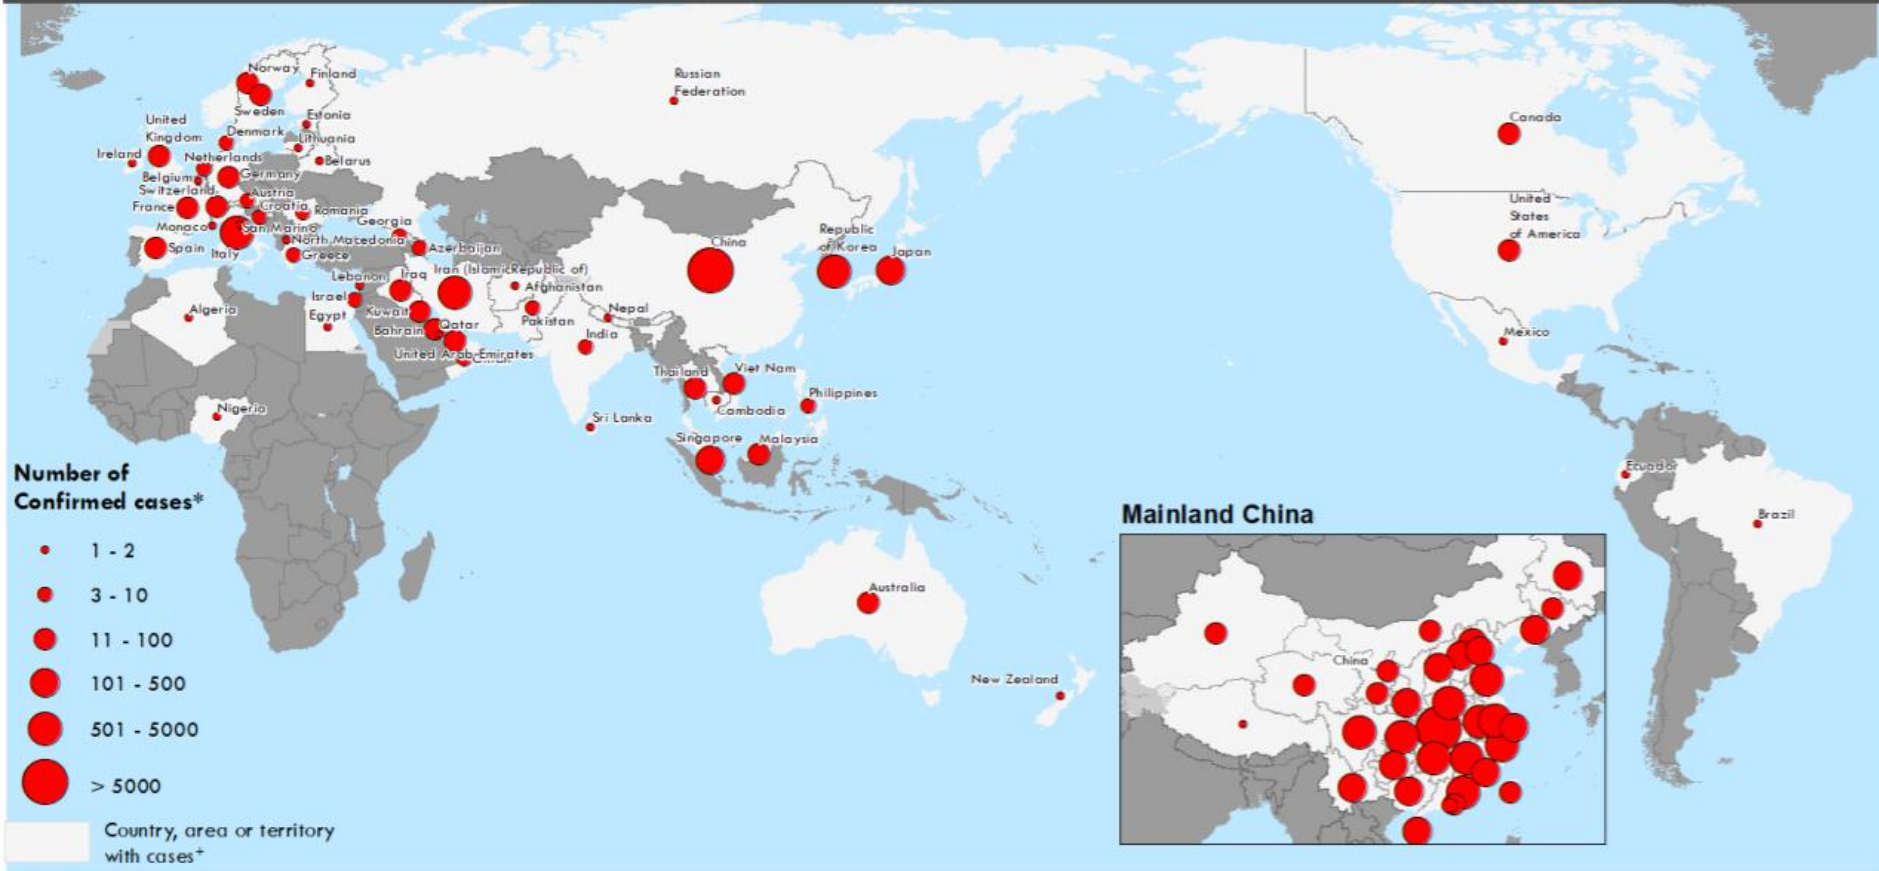 Norway
Finland
Russian
Federation
Sweden
Estonia
United
Kingdom
Denmark
Lithuania
Ireland
Netherlands
Belarus
Belgium
Germany
Switzerland
Austria
France
Croatia
Romania
Monaco
San Marino
Georgia
North Macedonia
Azerbaijan
Spain
Italy
Greece
Lebanon
Iraq
Iran (Islamic Republic of)
Israel
Afghanistan
Algeria
Egypt
Kuwait
Bahrain
Qatar
Pakistan
Nepal
India
United Arab Emirates
China
Republic
of Korea
Japan
Thailand
Viet Nam
Cambodia
Philippines
Nigeria
Sri Lanka
Singapore
Malaysia
Australia
New Zealand
Canada
United
States
of America
Mexico
Ecuador
Brazil
Number of
Confirmed cases*
1 - 2
3 - 10
11 - 100
101 - 500
501 - 5000
> 5000
Country, area or territory
with cases+
Mainland China
China